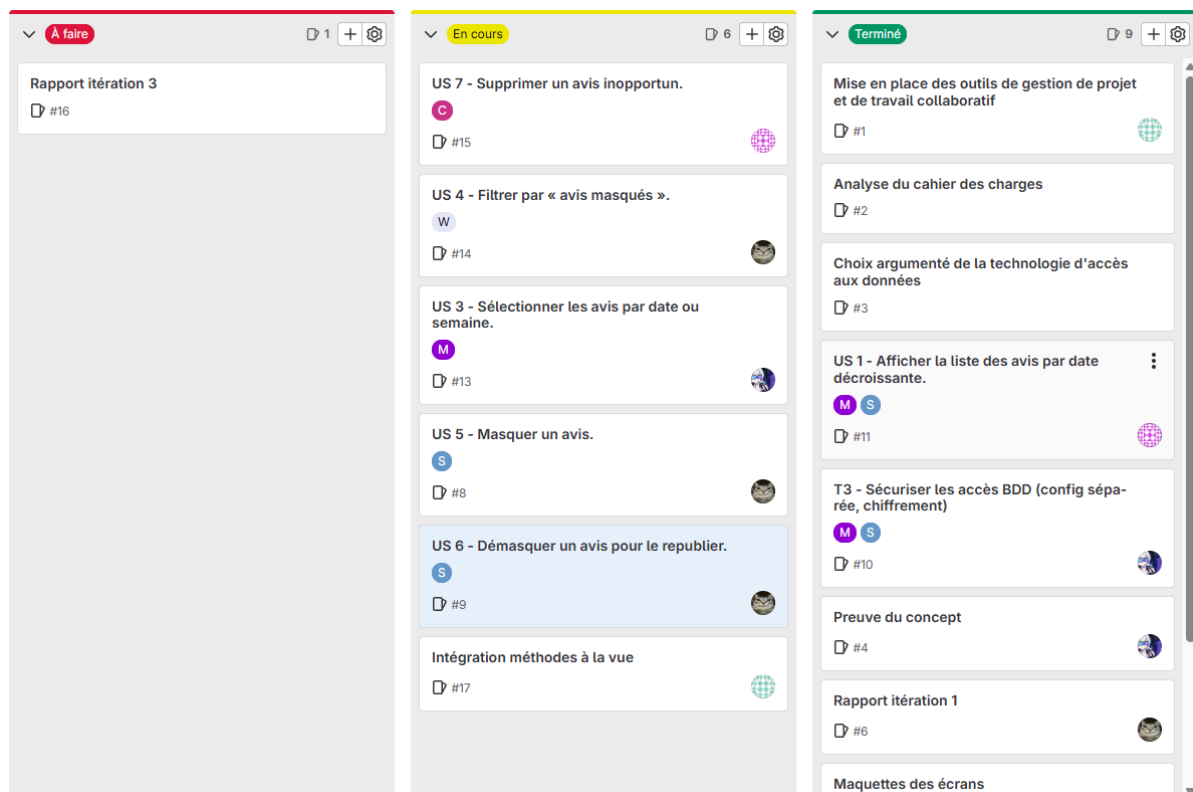 À faire
1
Rapport itération 3
#16
En cours
6
US 7 - Supprimer un avis inopportun.
C
#15
US 4 - Filtrer par « avis masqués ».
W
#14
US 3 - Sélectionner les avis par date ou
semaine.
M
#13
US 5 - Masquer un avis.
S
#8
US 6 - Démasquer un avis pour le republier.
S
#9
Intégration méthodes à la vue
#17
Terminé
9
Mise en place des outils de gestion de projet
et de travail collaboratif
#1
Analyse du cahier des charges
#2
Choix argumenté de la technologie d'accès
aux données
#3
US 1 - Afficher la liste des avis par date
décroissante.
M S
#11
T3 - Sécuriser les accès BDD (config sépa-
rée, chiffrement)
M S
#10
Preuve du concept
#4
Rapport itération 1
#6
Maquettes des écrans